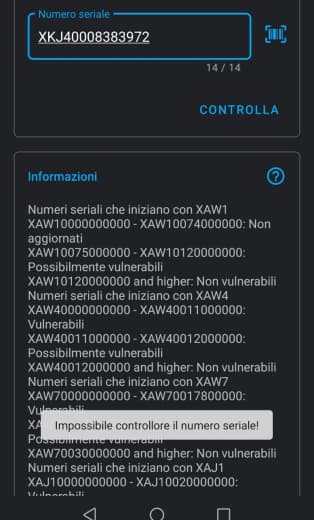 Numero seriale
XKJ40008383972
14 / 14
CONTROLLA
Informazioni
Numeri seriali che iniziano con XAW1
XAW10000000000 - XAW10074000000: Non
aggiornati
XAW10075000000 - XAW10120000000:
Possibilmente vulnerabili
XAW10120000000 and higher: Non vulnerabili
Numeri seriali che iniziano con XAW4
XAW40000000000 - XAW40011000000:
Vulnerabili
XAW40011000000 - XAW40012000000:
Possibilmente vulnerabili
XAW40012000000 and higher: Non vulnerabili
Numeri seriali che iniziano con XAW7
XAW70000000000 - XAW70017800000:
Vulnerabili
XA
Impossibile controllore il numero seriale!
Possibilmente vulnerabili
XAW70030000000 and higher: Non vulnerabili
Numeri seriali che iniziano con XAJ1
XAJ10000000000 - XAJ10020000000:
Vulnerabili